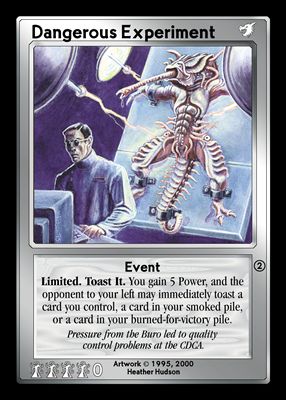 Dangerous Experiment
Event
②
Limited. Toast It. You gain 5 Power, and the
opponent to your left may immediately toast a
card you control, a card in your smoked pile,
or a card in your burned-for-victory pile.
Pressure from the Buro led to quality
control problems at the CDCA.
0
Artwork © 1995, 2000
Heather Hudson